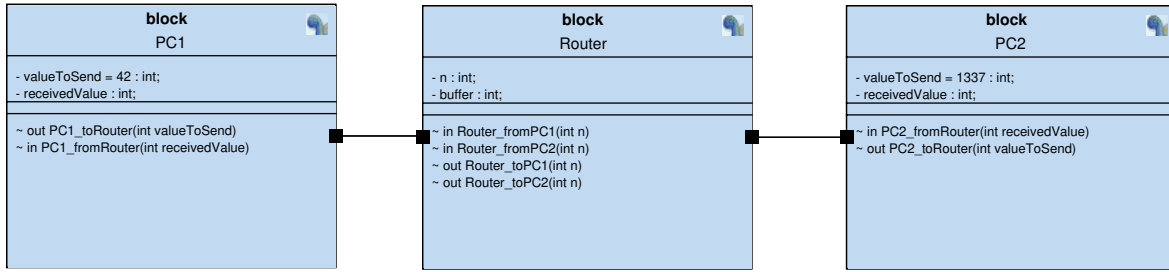 block
PC1
- valueToSend = 42 : int;
- receivedValue : int;
~ out PC1_toRouter(int valueToSend)
~ in PC1_fromRouter(int receivedValue)
block
Router
- n : int;
- buffer : int;
~ in Router_fromPC1(int n)
~ in Router_fromPC2(int n)
~ out Router_toPC1(int n)
~ out Router_toPC2(int n)
block
PC2
- valueToSend = 1337 : int;
- receivedValue : int;
~ in PC2_fromRouter(int receivedValue)
~ out PC2_toRouter(int valueToSend)